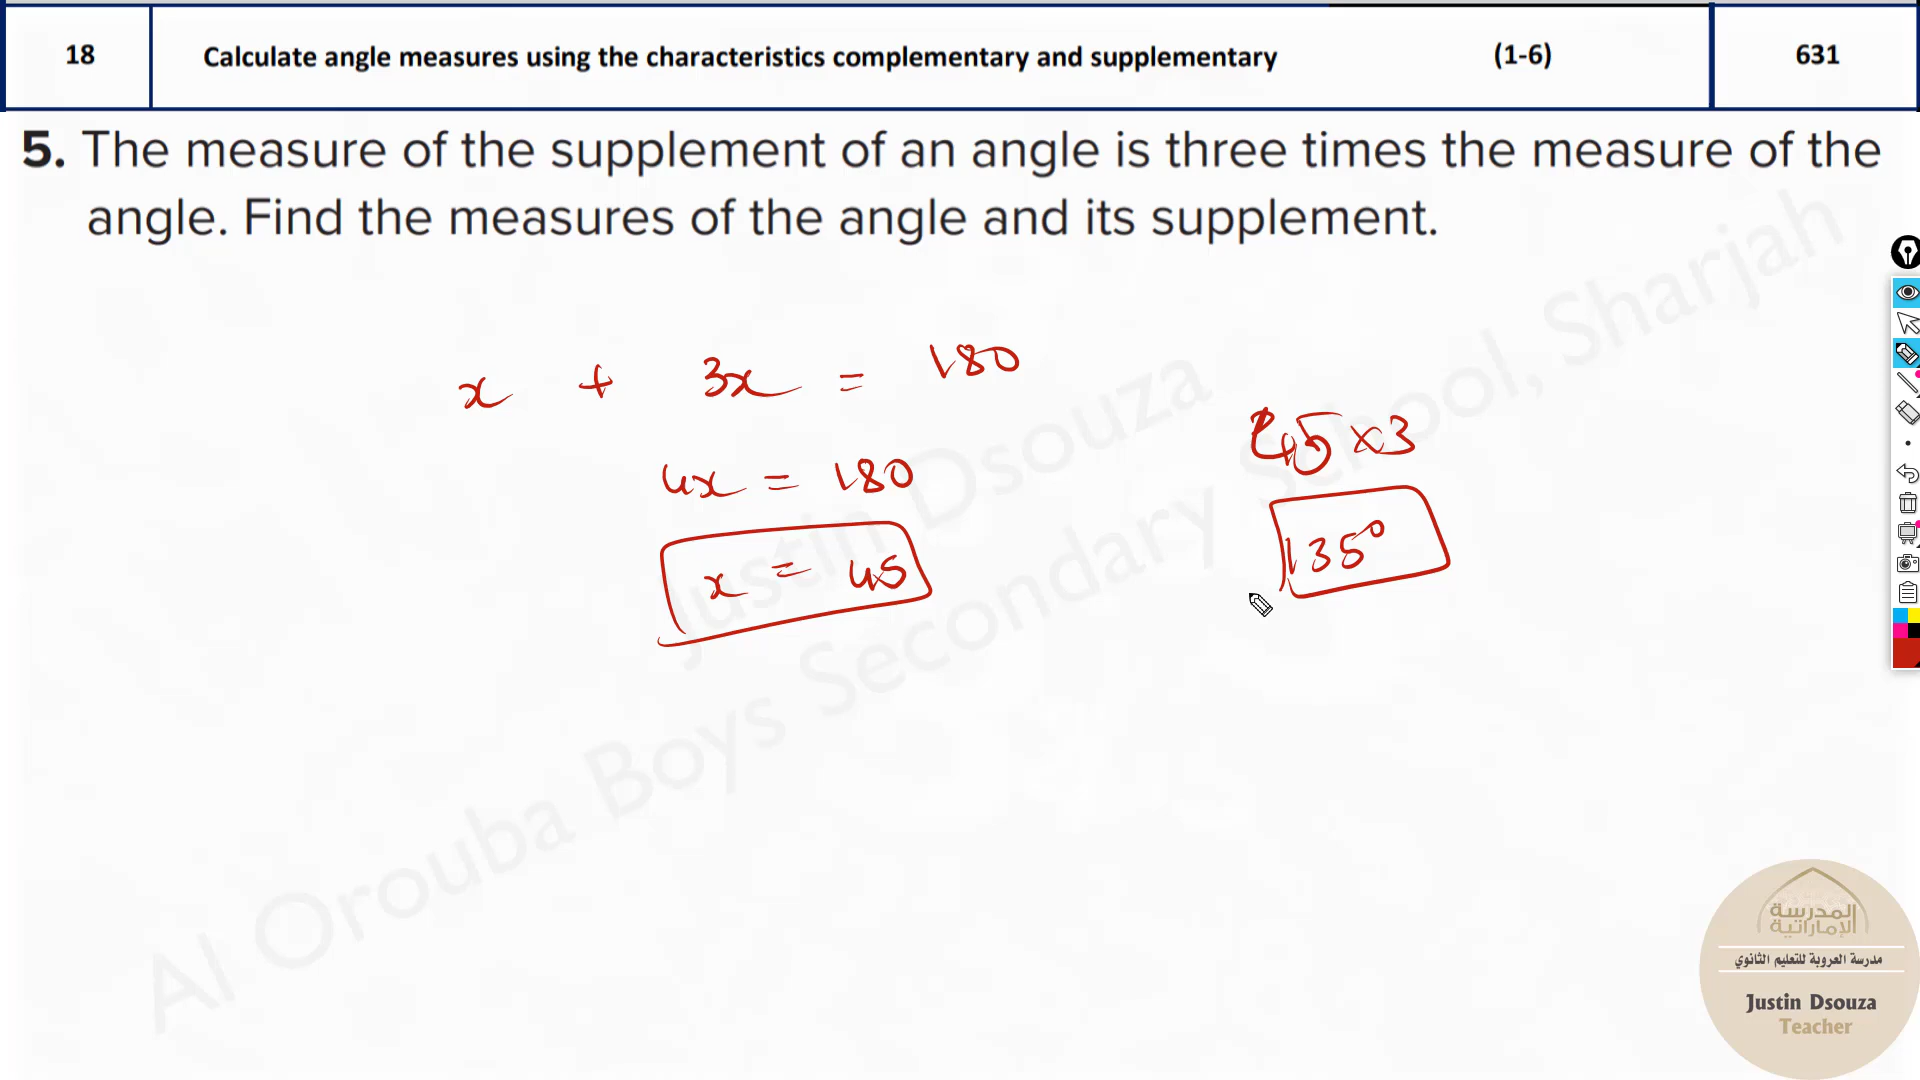 18 Calculate angle measures using the characteristics complementary and supplementary (1-6) 631
5. The measure of the supplement of an angle is three times the measure of the
angle. Find the measures of the angle and its supplement.
x + 3x = 180
4x = 180
x = 45
45 × 3
135°
Justin Dsouza
Al Orouba Boys Secondary School, Sharjah
المدرسة
الإماراتية
مدرسة العروبة للتعليم الثانوي
Justin Dsouza
Teacher